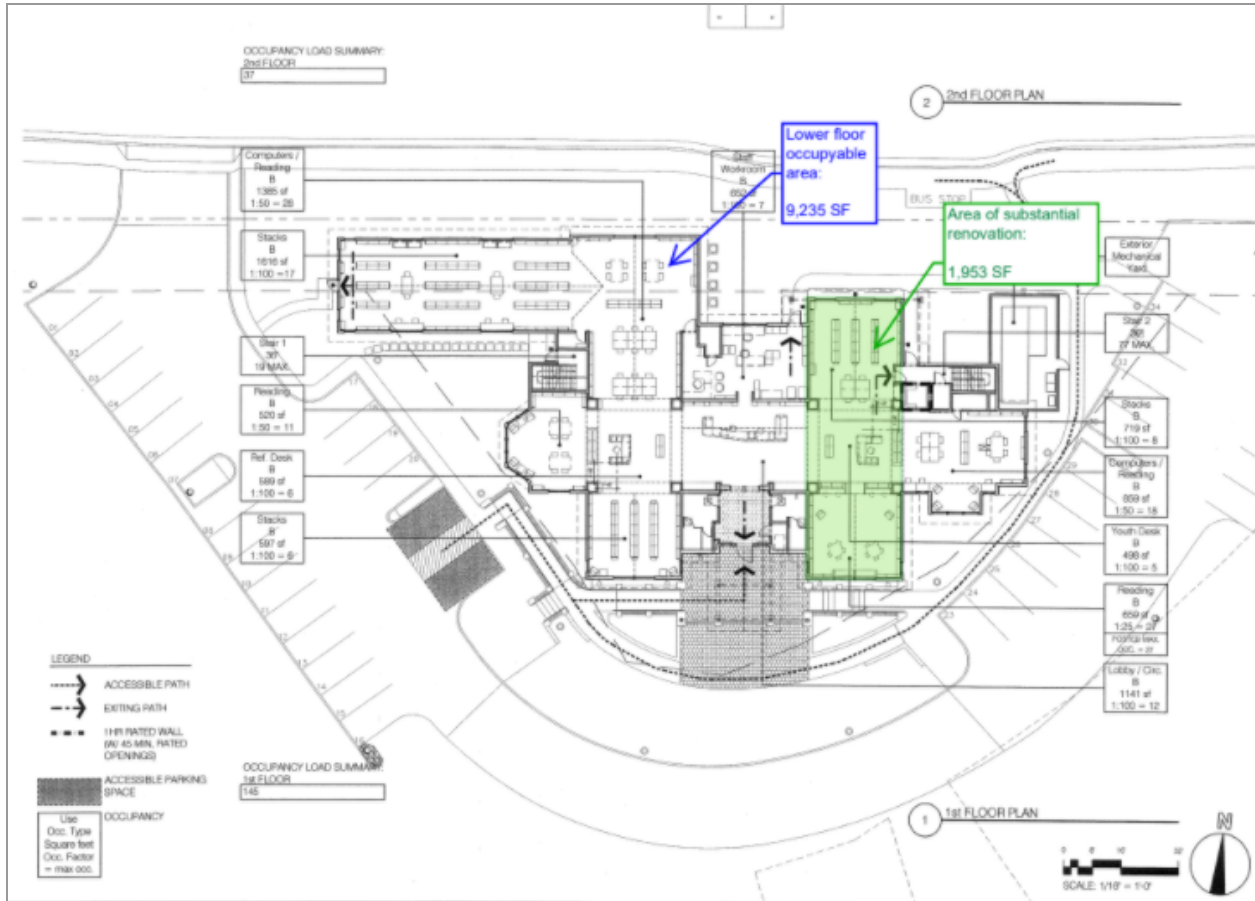 OCCUPANCY LOAD SUMMARY:
2nd FLOOR
37
2
2nd FLOOR PLAN
Lower floor
occupyable
area:
9,235 SF
Computers /
Reading
B
1385 sf
1:50 = 28
Staff
Workroom
B
1:100 = 7
BUS STOP
Area of substantial
renovation:
1,953 SF
Exterior
Mechanical
Yard
Stacks
B
1616 sf
1:100 = 17
Stair 1
19 MAX.
Stair 2
77 MAX.
Reading
B
520 sf
1:50 = 11
Stacks
B
719 sf
1:100 = 8
Ref. Desk
B
589 sf
1:100 = 6
Computers /
Reading
B
1:50 = 18
Stacks
B
597 sf
1:100 = 6
Youth Desk
B
498 sf
1:100 = 5
Reading
B
659 sf
Lobby / Circ.
B
1141 sf
1:100 = 12
LEGEND
ACCESSIBLE PATH
EXITING PATH
1HR RATED WALL
(W/ 45 MIN. RATED
OPENINGS)
ACCESSIBLE PARKING
SPACE
OCCUPANCY
Use
Occ. Type
Square feet
Occ. Factor
= max occ.
OCCUPANCY LOAD SUMMARY:
1st FLOOR
145
1
1st FLOOR PLAN
N
SCALE: 1/16" = 1'-0"